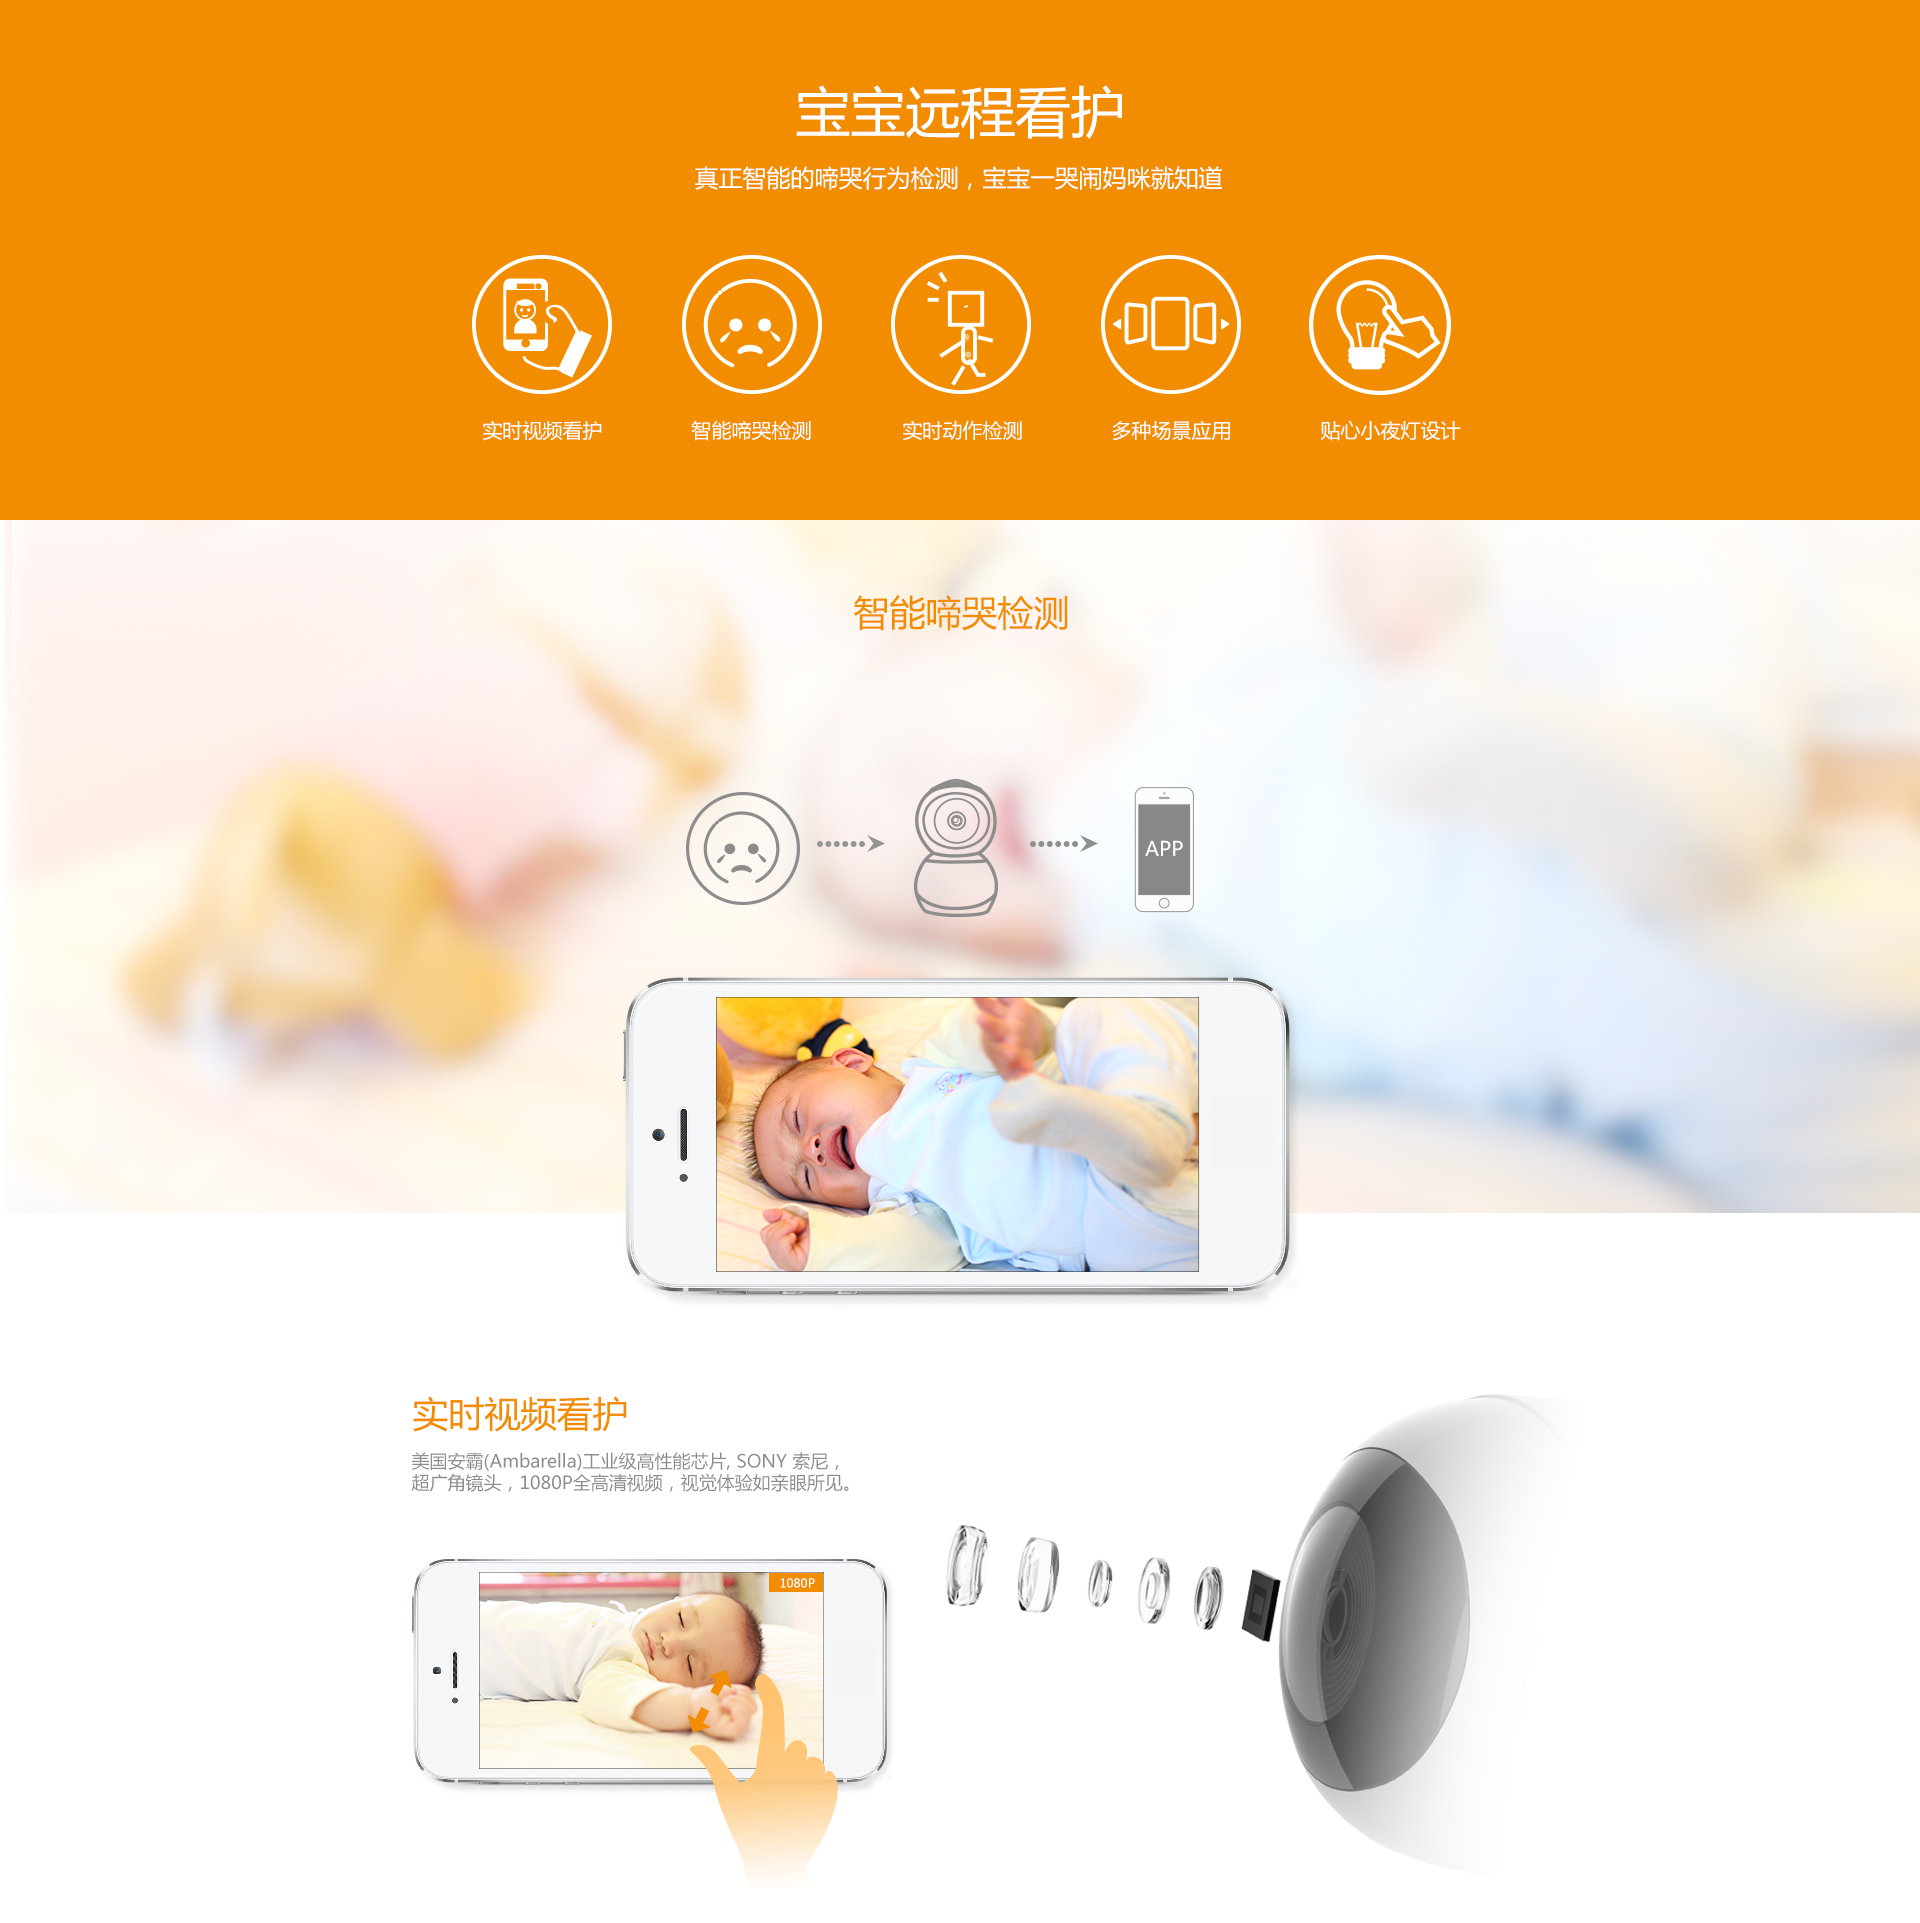 宝宝远程看护
真正智能的啼哭行为检测，宝宝一哭闹妈咪就知道
实时视频看护
智能啼哭检测
实时动作检测
多种场景应用
贴心小夜灯设计
智能啼哭检测
APP
实时视频看护
美国安霸(Ambarella)工业级高性能芯片, SONY 索尼，
超广角镜头，1080P全高清视频，视觉体验如亲眼所见。
1080P